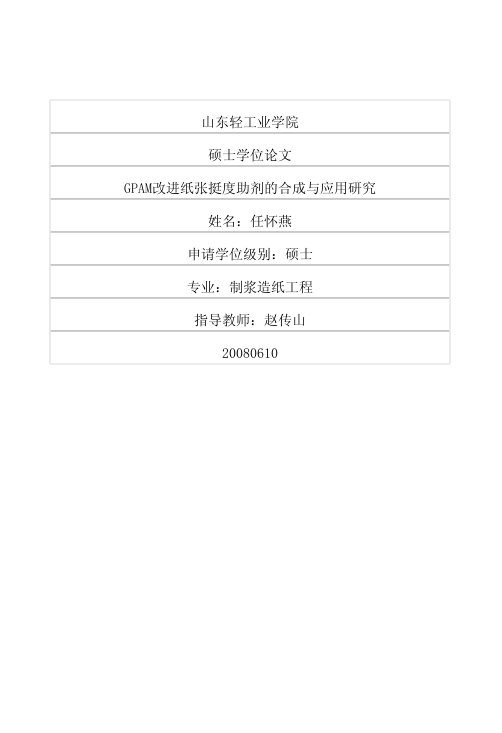 山东轻工业学院
硕士学位论文
GPAM改进纸张挺度助剂的合成与应用研究
姓名：任怀燕
申请学位级别：硕士
专业：制浆造纸工程
指导教师：赵传山
20080610